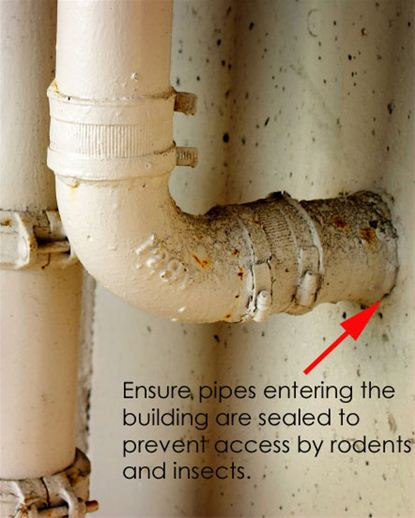 Ensure pipes entering the
building are sealed to
prevent access by rodents
and insects.